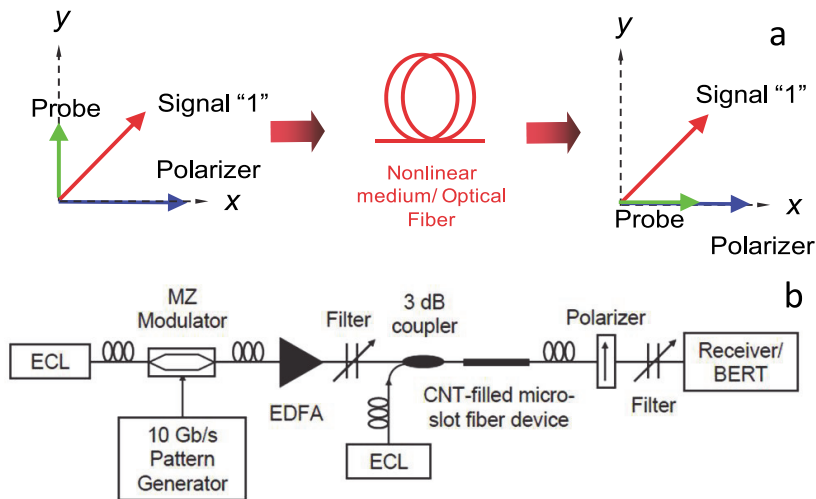 a
y
Probe
Signal “1”
Polarizer
x
Nonlinear
medium/ Optical
Fiber
y
Signal “1”
Probe
x
Polarizer
b
MZ
Modulator
Filter
3 dB
coupler
Polarizer
ECL
EDFA
CNT-filled micro-
slot fiber device
Filter
Receiver/
BERT
10 Gb/s
Pattern
Generator
ECL